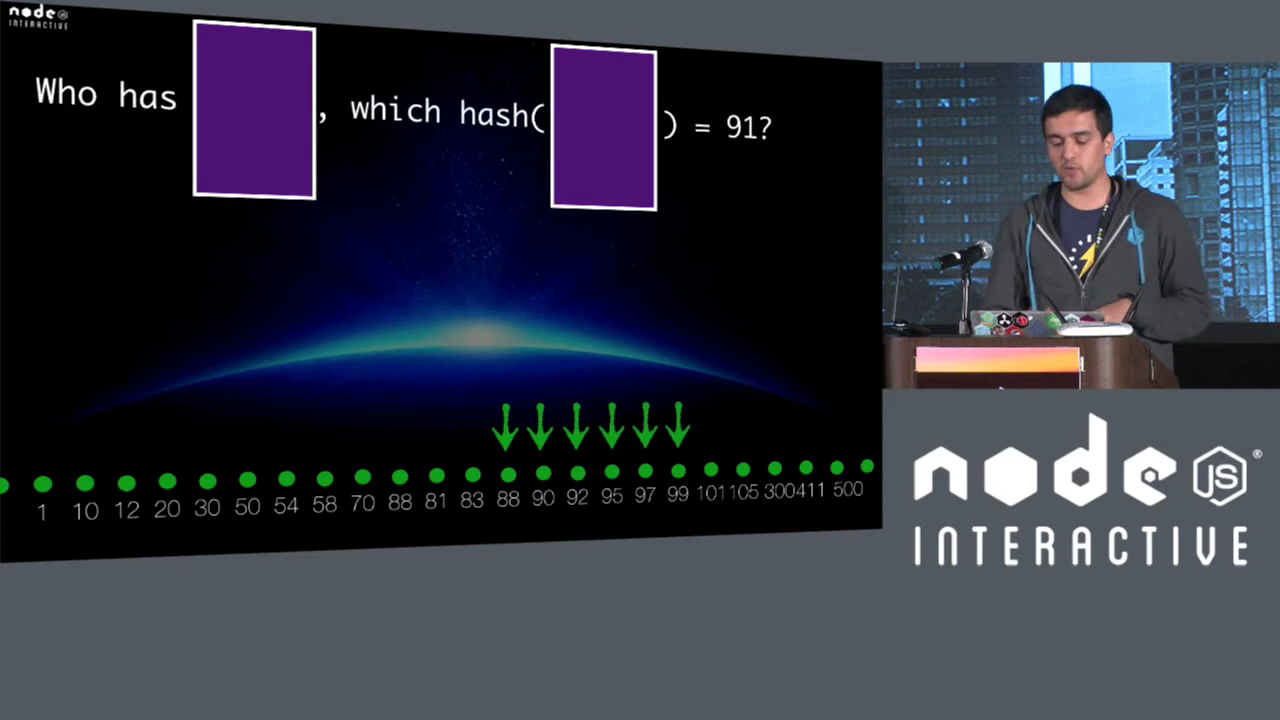 node JS
INTERACTIVE
Who has , which hash( ) = 91?
1 10 12 20 30 50 54 58 70 88 81 83 88 90 92 95 97 99 101 105 300 411 500
node JS ®
INTERACTIVE